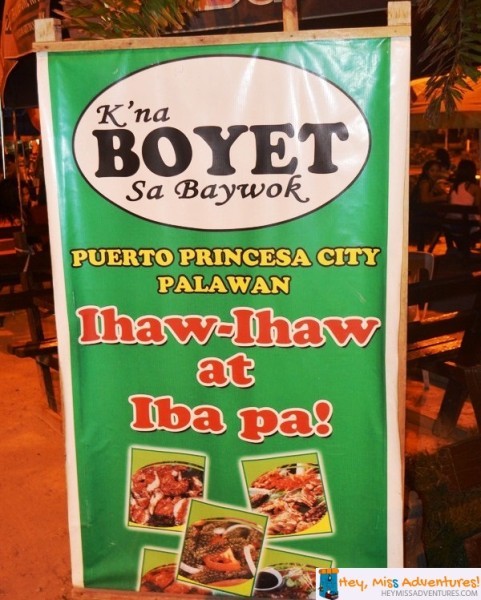 K'na
BOYET
Sa Baywok
PUERTO PRINCESA CITY
PALAWAN
Ihaw-Ihaw
at
Iba pa!
Hey, Miss Adventures!
HEYMISSADVENTURES.COM